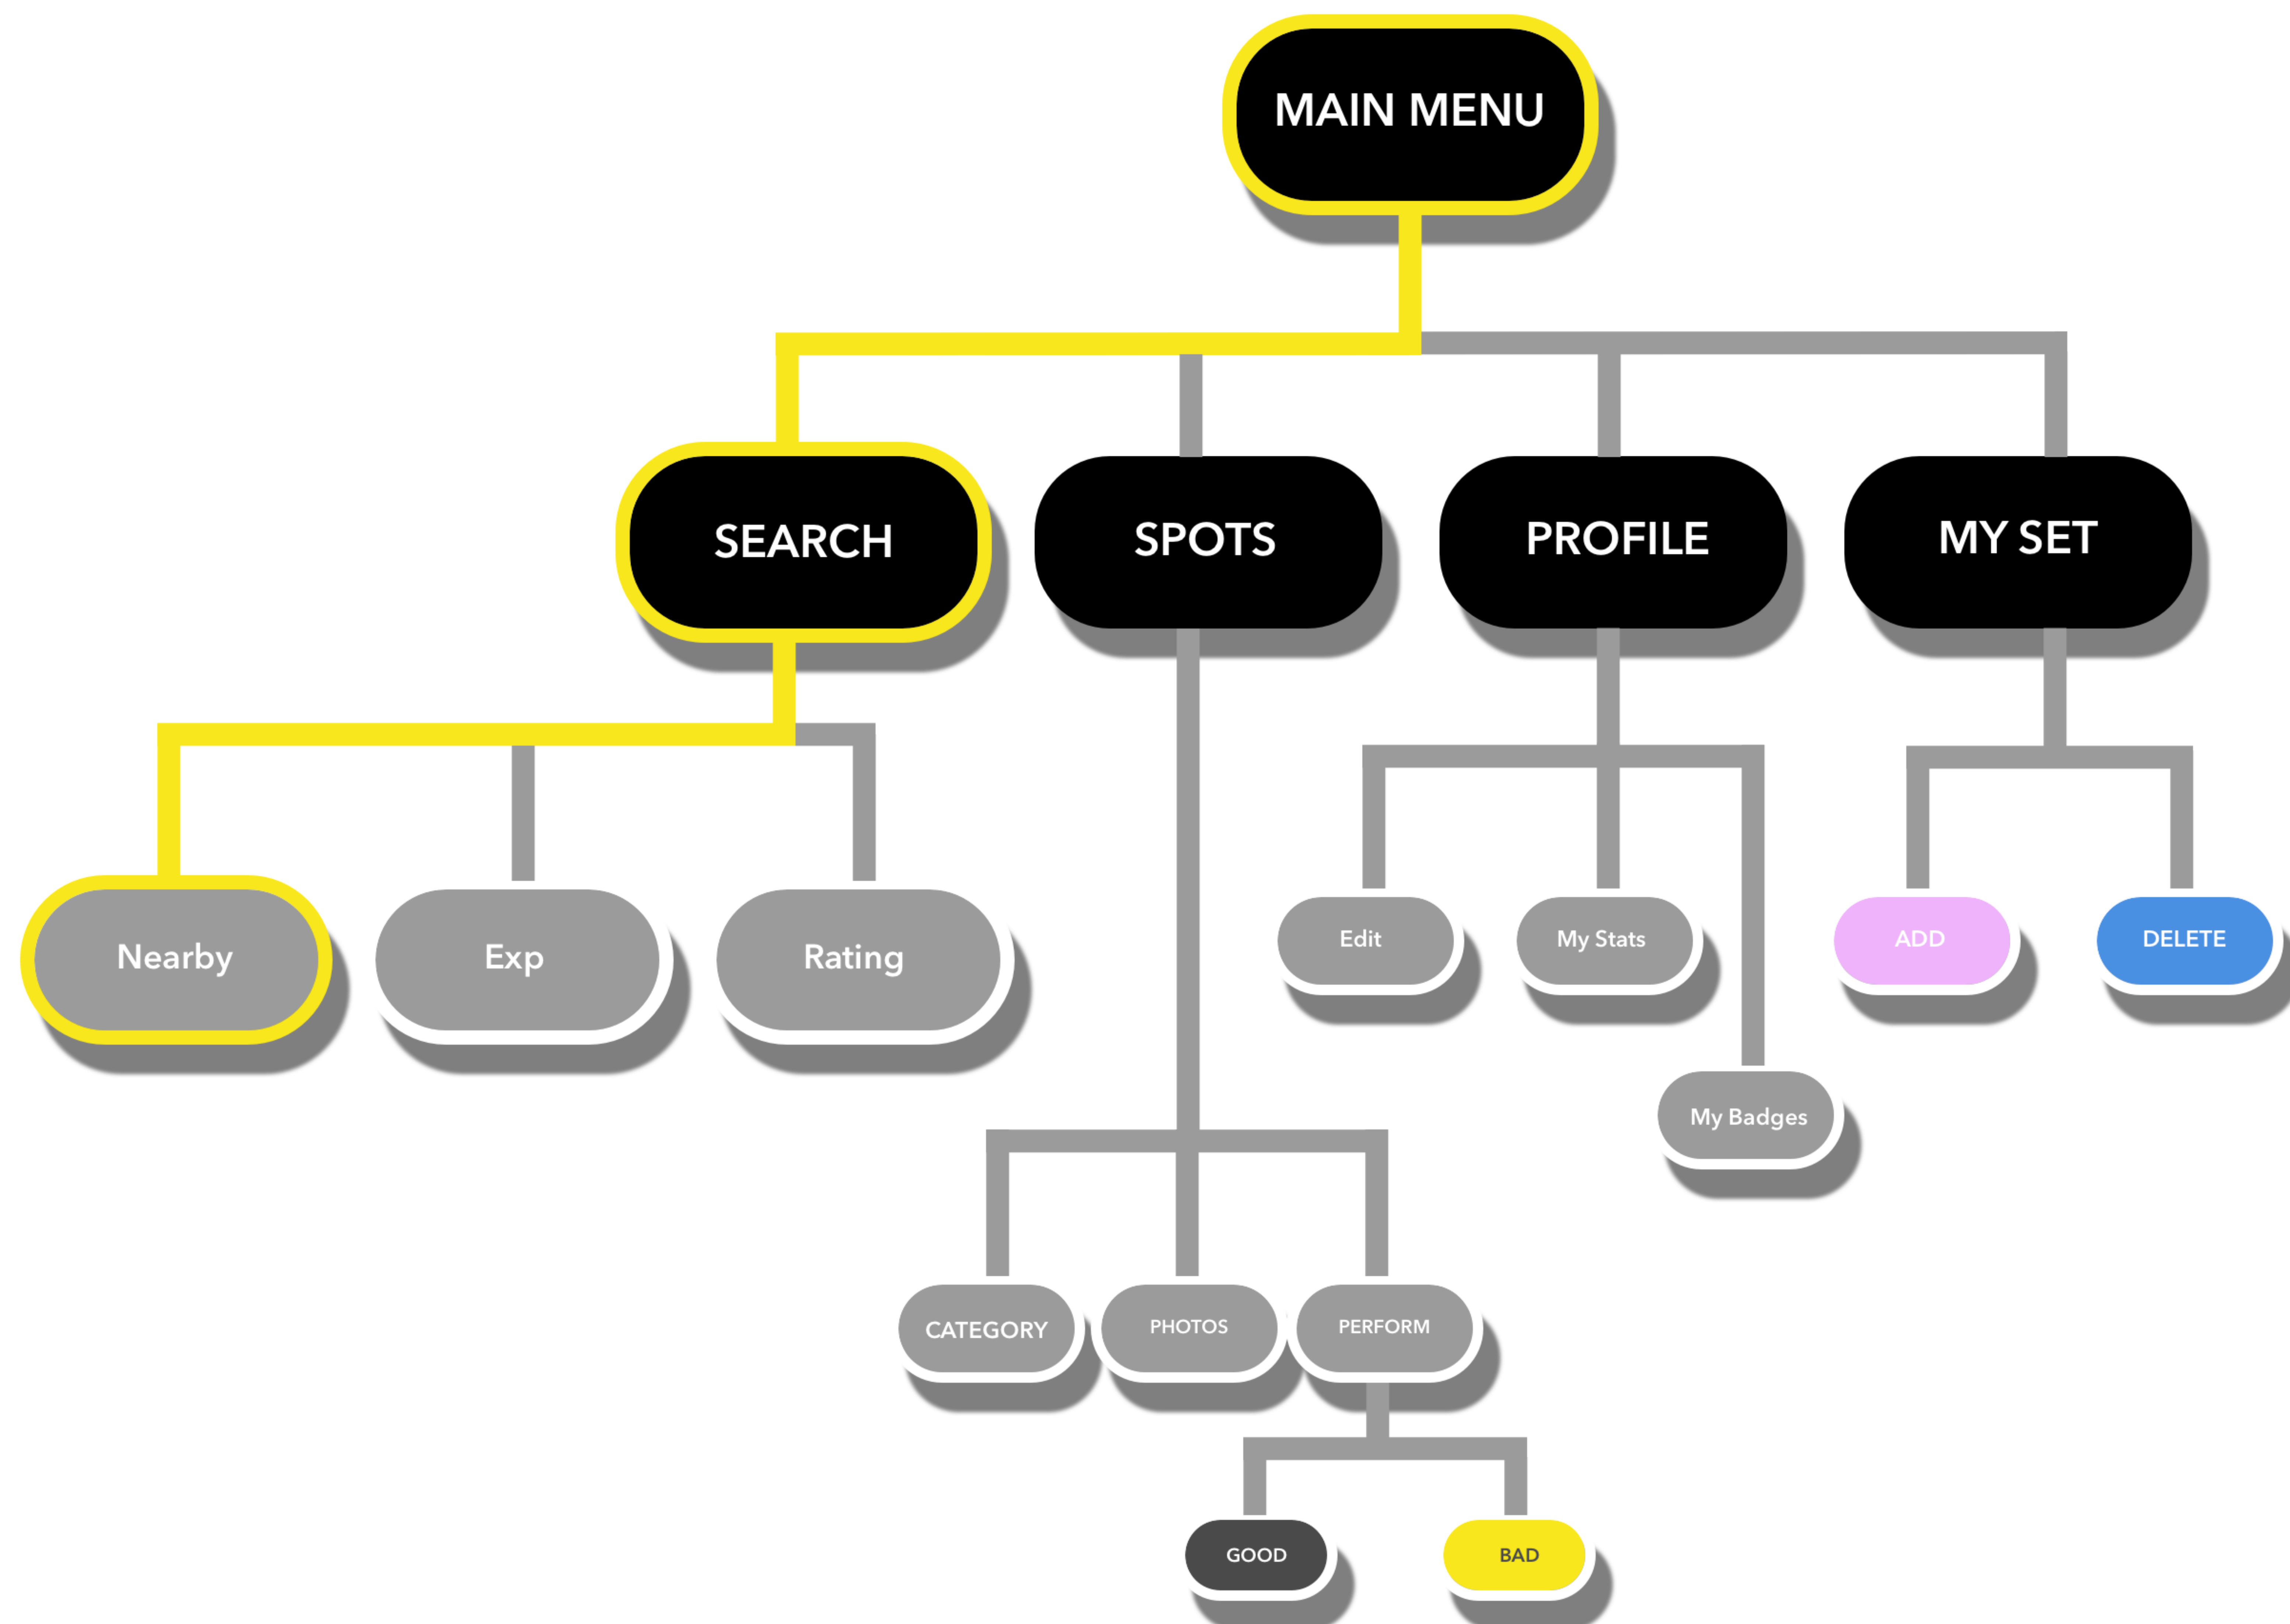 MAIN MENU
SEARCH
SPOTS
PROFILE
MY SET
Nearby
Exp
Rating
Edit
My Stats
ADD
DELETE
My Badges
CATEGORY
PHOTOS
PERFORM
GOOD
BAD